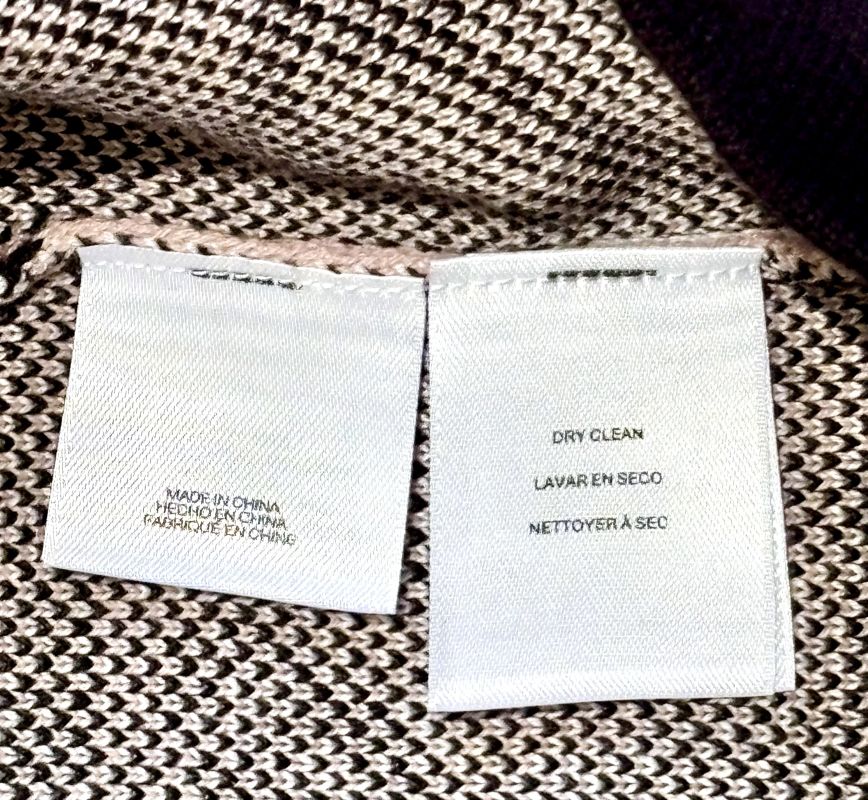 MADE IN CHINA
HECHO EN CHINA
FABRIQUÉ EN CHINE
DRY CLEAN
LAVAR EN SECO
NETTOYER À SEC